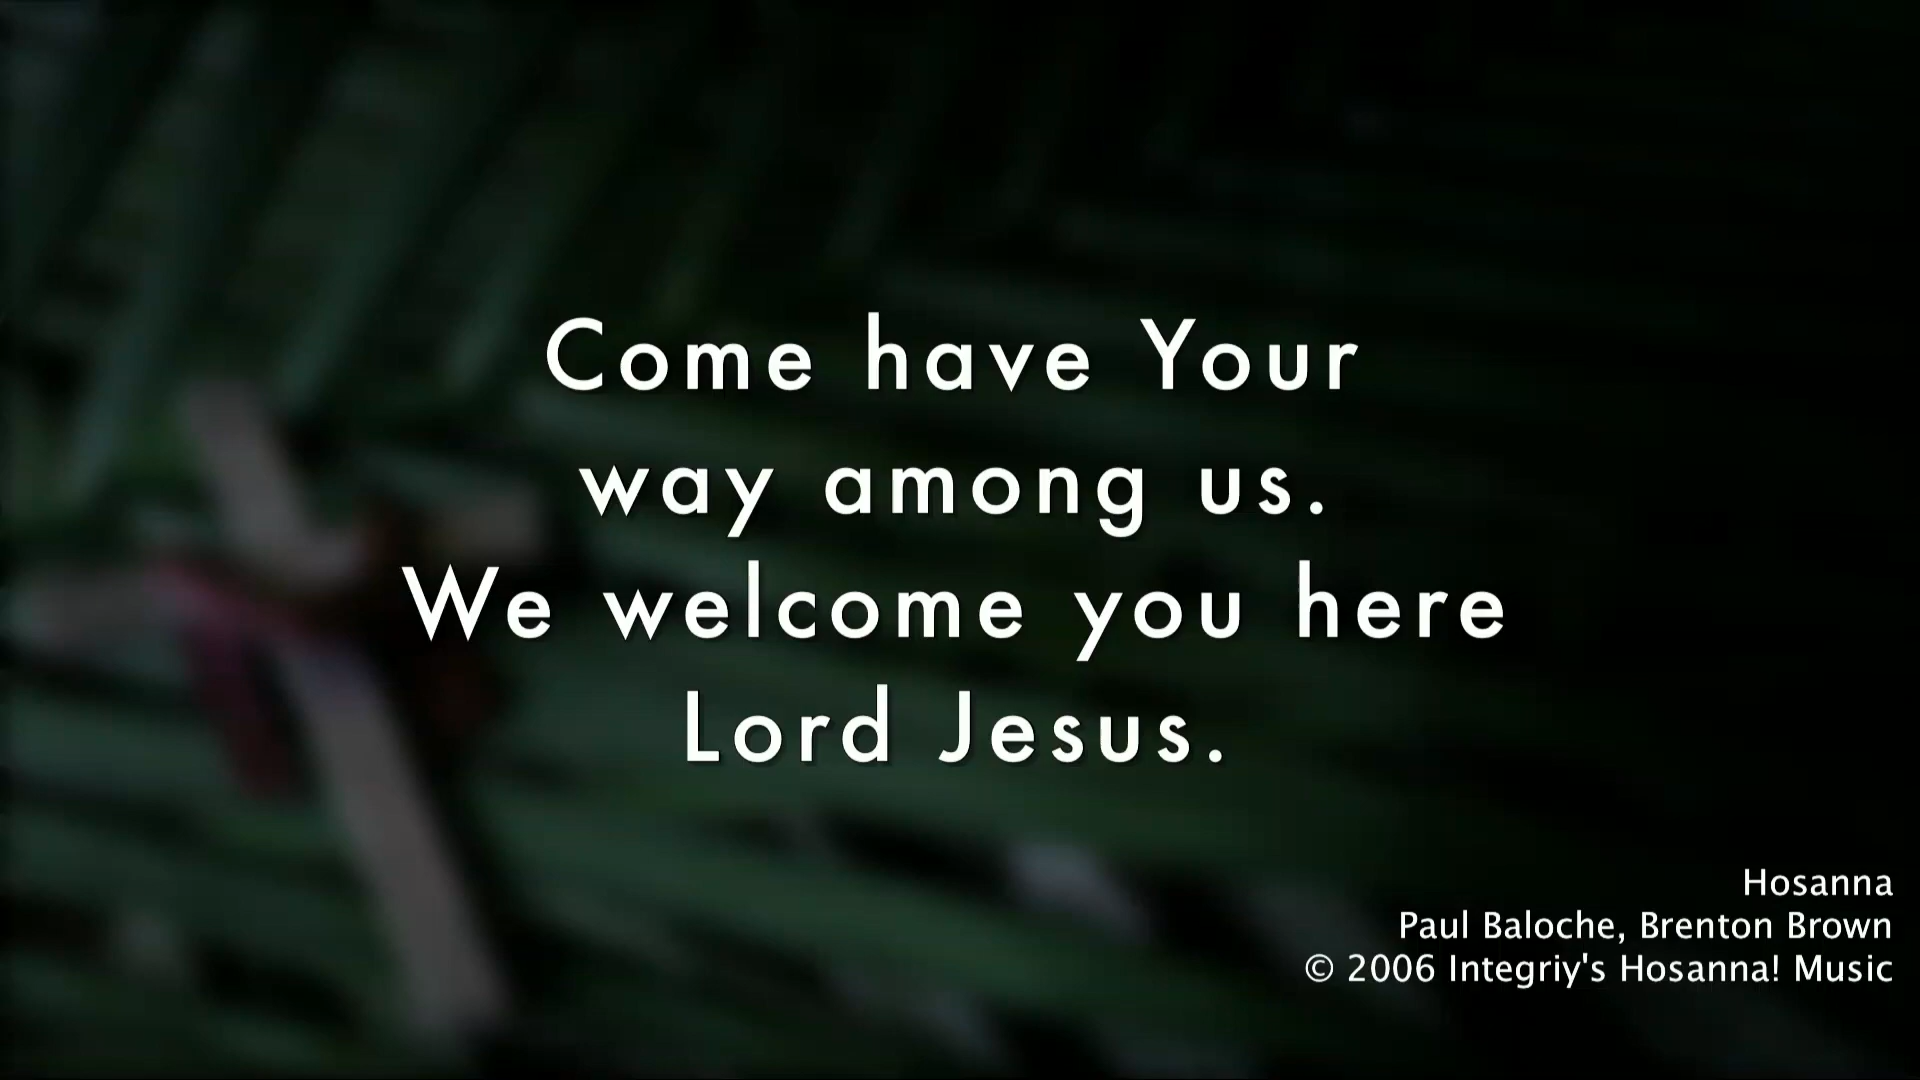 Come have Your
way among us.
We welcome you here
Lord Jesus.
Hosanna
Paul Baloche, Brenton Brown
© 2006 Integriy's Hosanna! Music